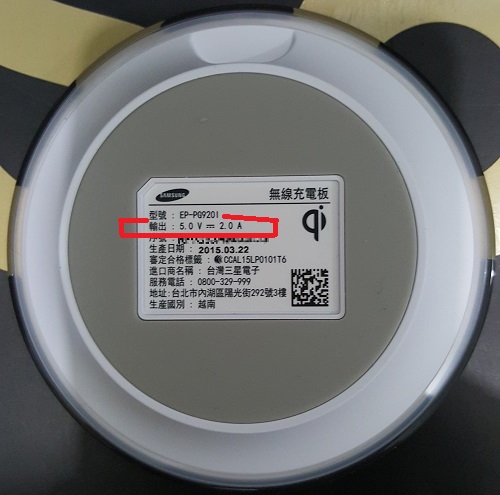 SAMSUNG
無線充電板
型號 : EP-PG920I
輸出 : 5.0 V ⎓ 2.0 A
qi
序號 :
生產日期 : 2015.03.22
審定合格標籤 : CCAL15LP0101T6
進口商名稱 : 台灣三星電子
服務電話 : 0800-329-999
地址: 台北市內湖區陽光街292號3樓
生產國別 : 越南